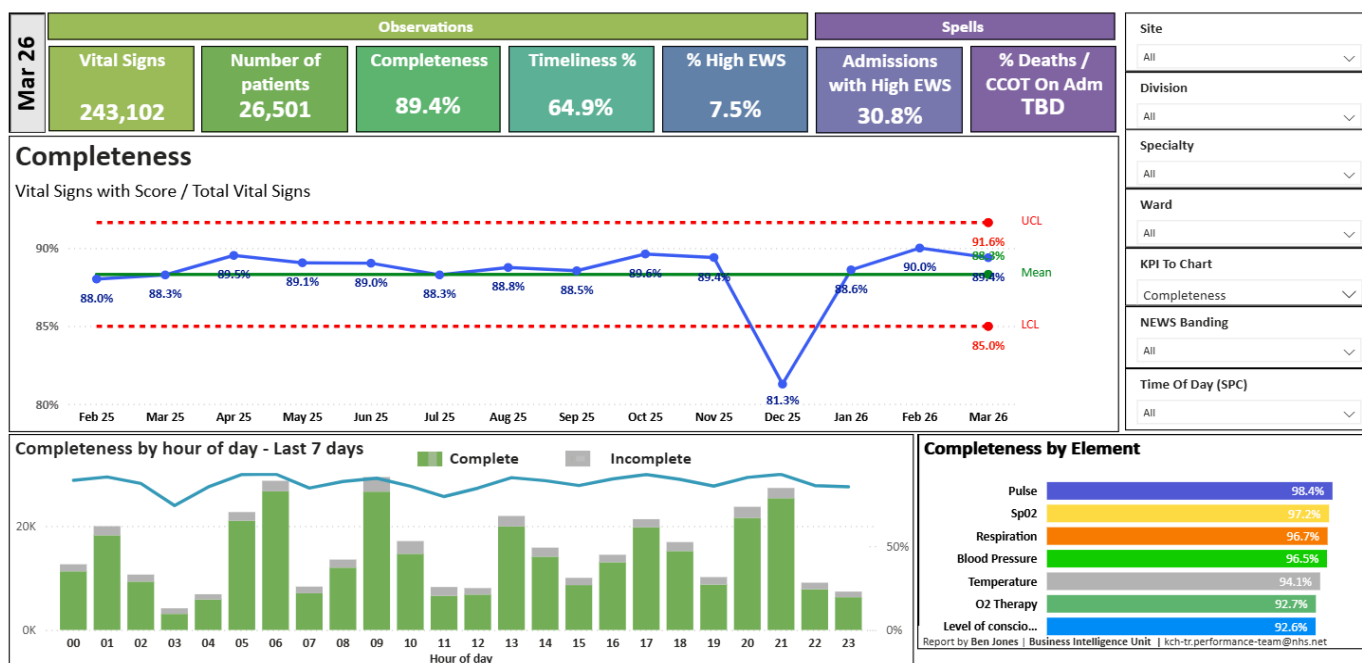 Mar 26
Observations
Spells
Vital Signs
243,102
Number of
patients
26,501
Completeness
89.4%
Timeliness %
64.9%
% High EWS
7.5%
Admissions
with High EWS
30.8%
% Deaths /
CCOT On Adm
TBD
Site
All
Division
All
Specialty
All
Ward
All
KPI To Chart
Completeness
NEWS Banding
All
Time Of Day (SPC)
All
Completeness
Vital Signs with Score / Total Vital Signs
90%
85%
80%
UCL
91.6%
88.3%
Mean
LCL
85.0%
88.0%
88.3%
89.5%
89.1%
89.0%
88.3%
88.8%
88.5%
89.6%
89.4%
81.3%
88.6%
90.0%
89.4%
Feb 25 Mar 25 Apr 25 May 25 Jun 25 Jul 25 Aug 25 Sep 25 Oct 25 Nov 25 Dec 25 Jan 26 Feb 26 Mar 26
Completeness by hour of day - Last 7 days
Complete Incomplete
20K
0K
50%
0%
00 01 02 03 04 05 06 07 08 09 10 11 12 13 14 15 16 17 18 19 20 21 22 23
Hour of day
Completeness by Element
Pulse 98.4%
Sp02 97.2%
Respiration 96.7%
Blood Pressure 96.5%
Temperature 94.1%
O2 Therapy 92.7%
Level of conscio... 92.6%
Report by Ben Jones | Business Intelligence Unit | kch-tr.performance-team@nhs.net